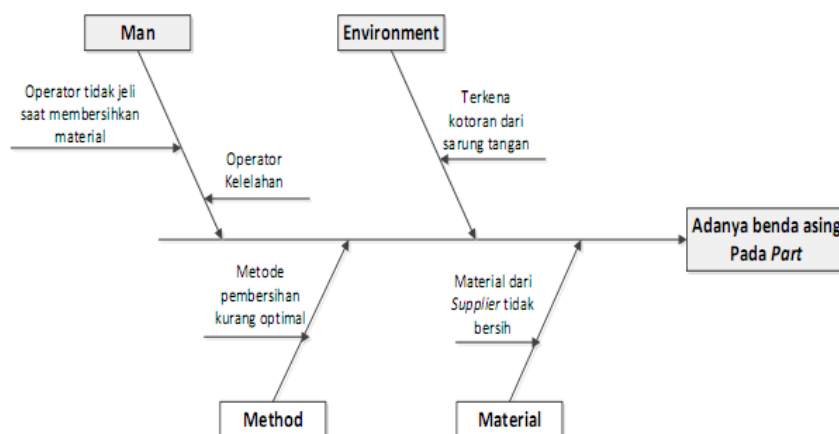 Man
Environment
Operator tidak jeli
saat membersihkan
material
Operator
Kelelahan
Terkena
kotoran dari
sarung tangan
Adanya benda asing
Pada Part
Metode
pembersihan
kurang optimal
Material dari
Supplier tidak
bersih
Method
Material